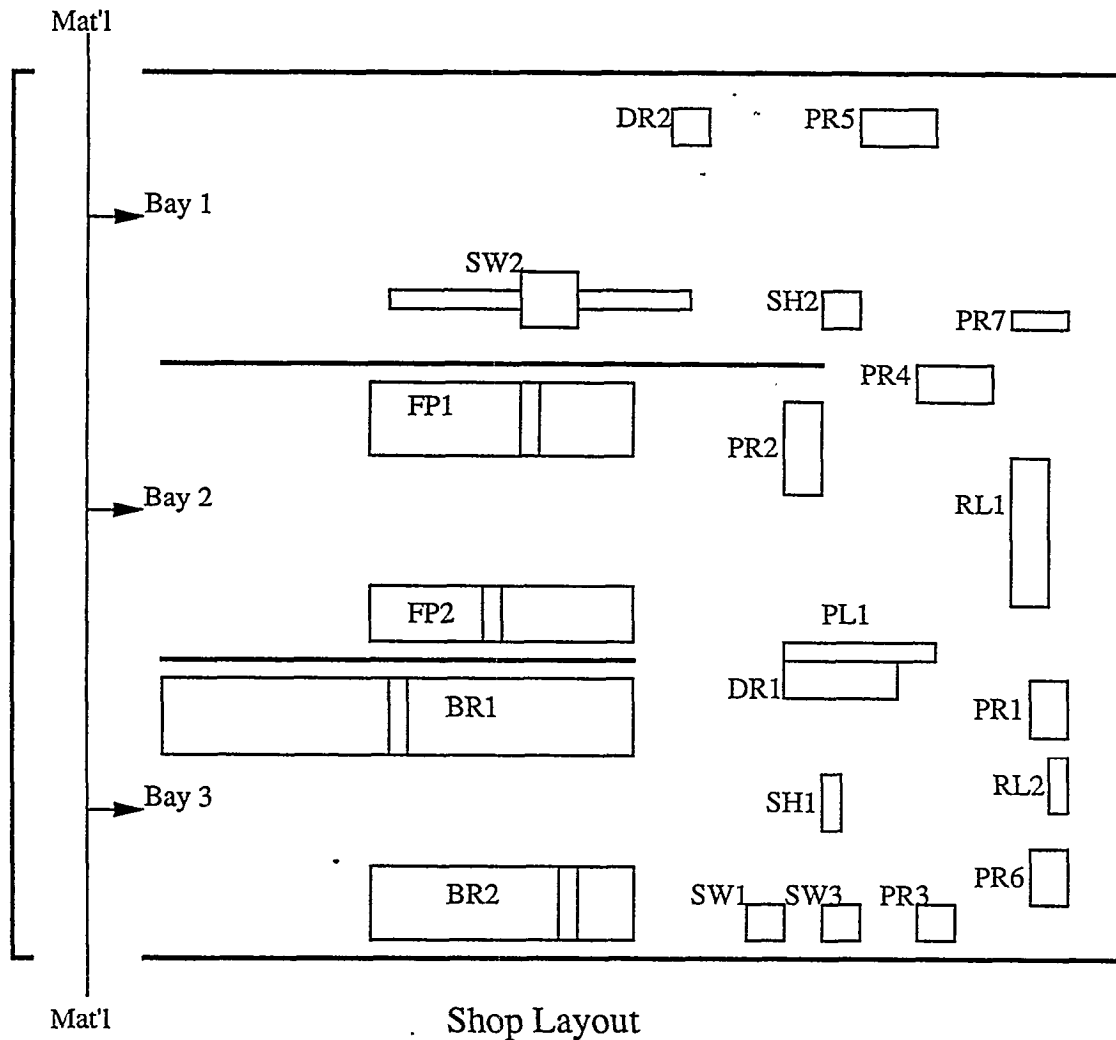 Mat'l
DR2
PR5
Bay 1
SW2
SH2
PR7
PR4
FP1
PR2
Bay 2
RL1
FP2
PL1
DR1
BR1
PR1
Bay 3
SH1
RL2
BR2
SW1
SW3
PR3
PR6
Mat'l
Shop Layout